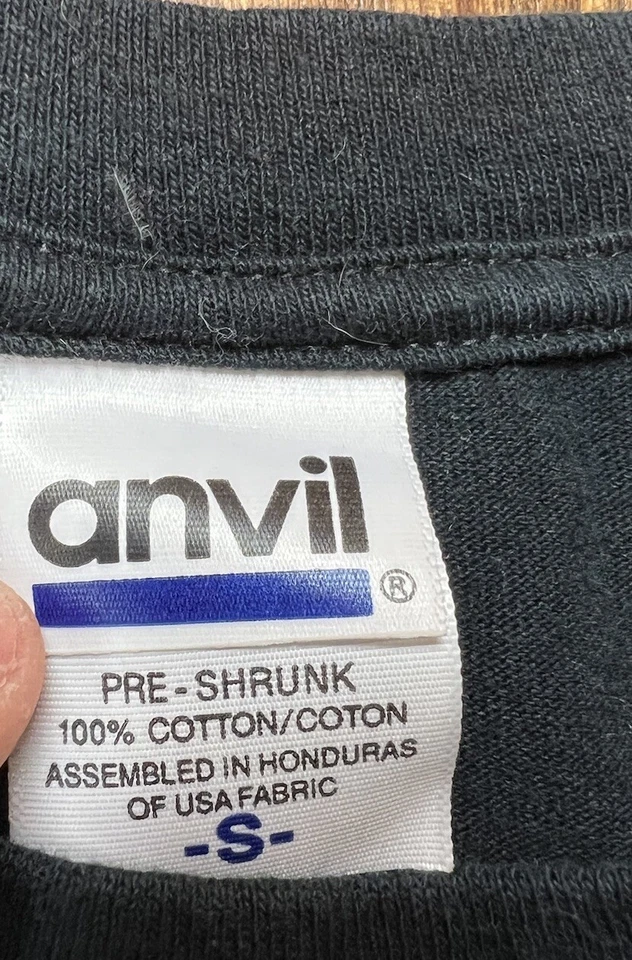 anvil
®
PRE-SHRUNK
100% COTTON/COTON
ASSEMBLED IN HONDURAS
OF USA FABRIC
-S-